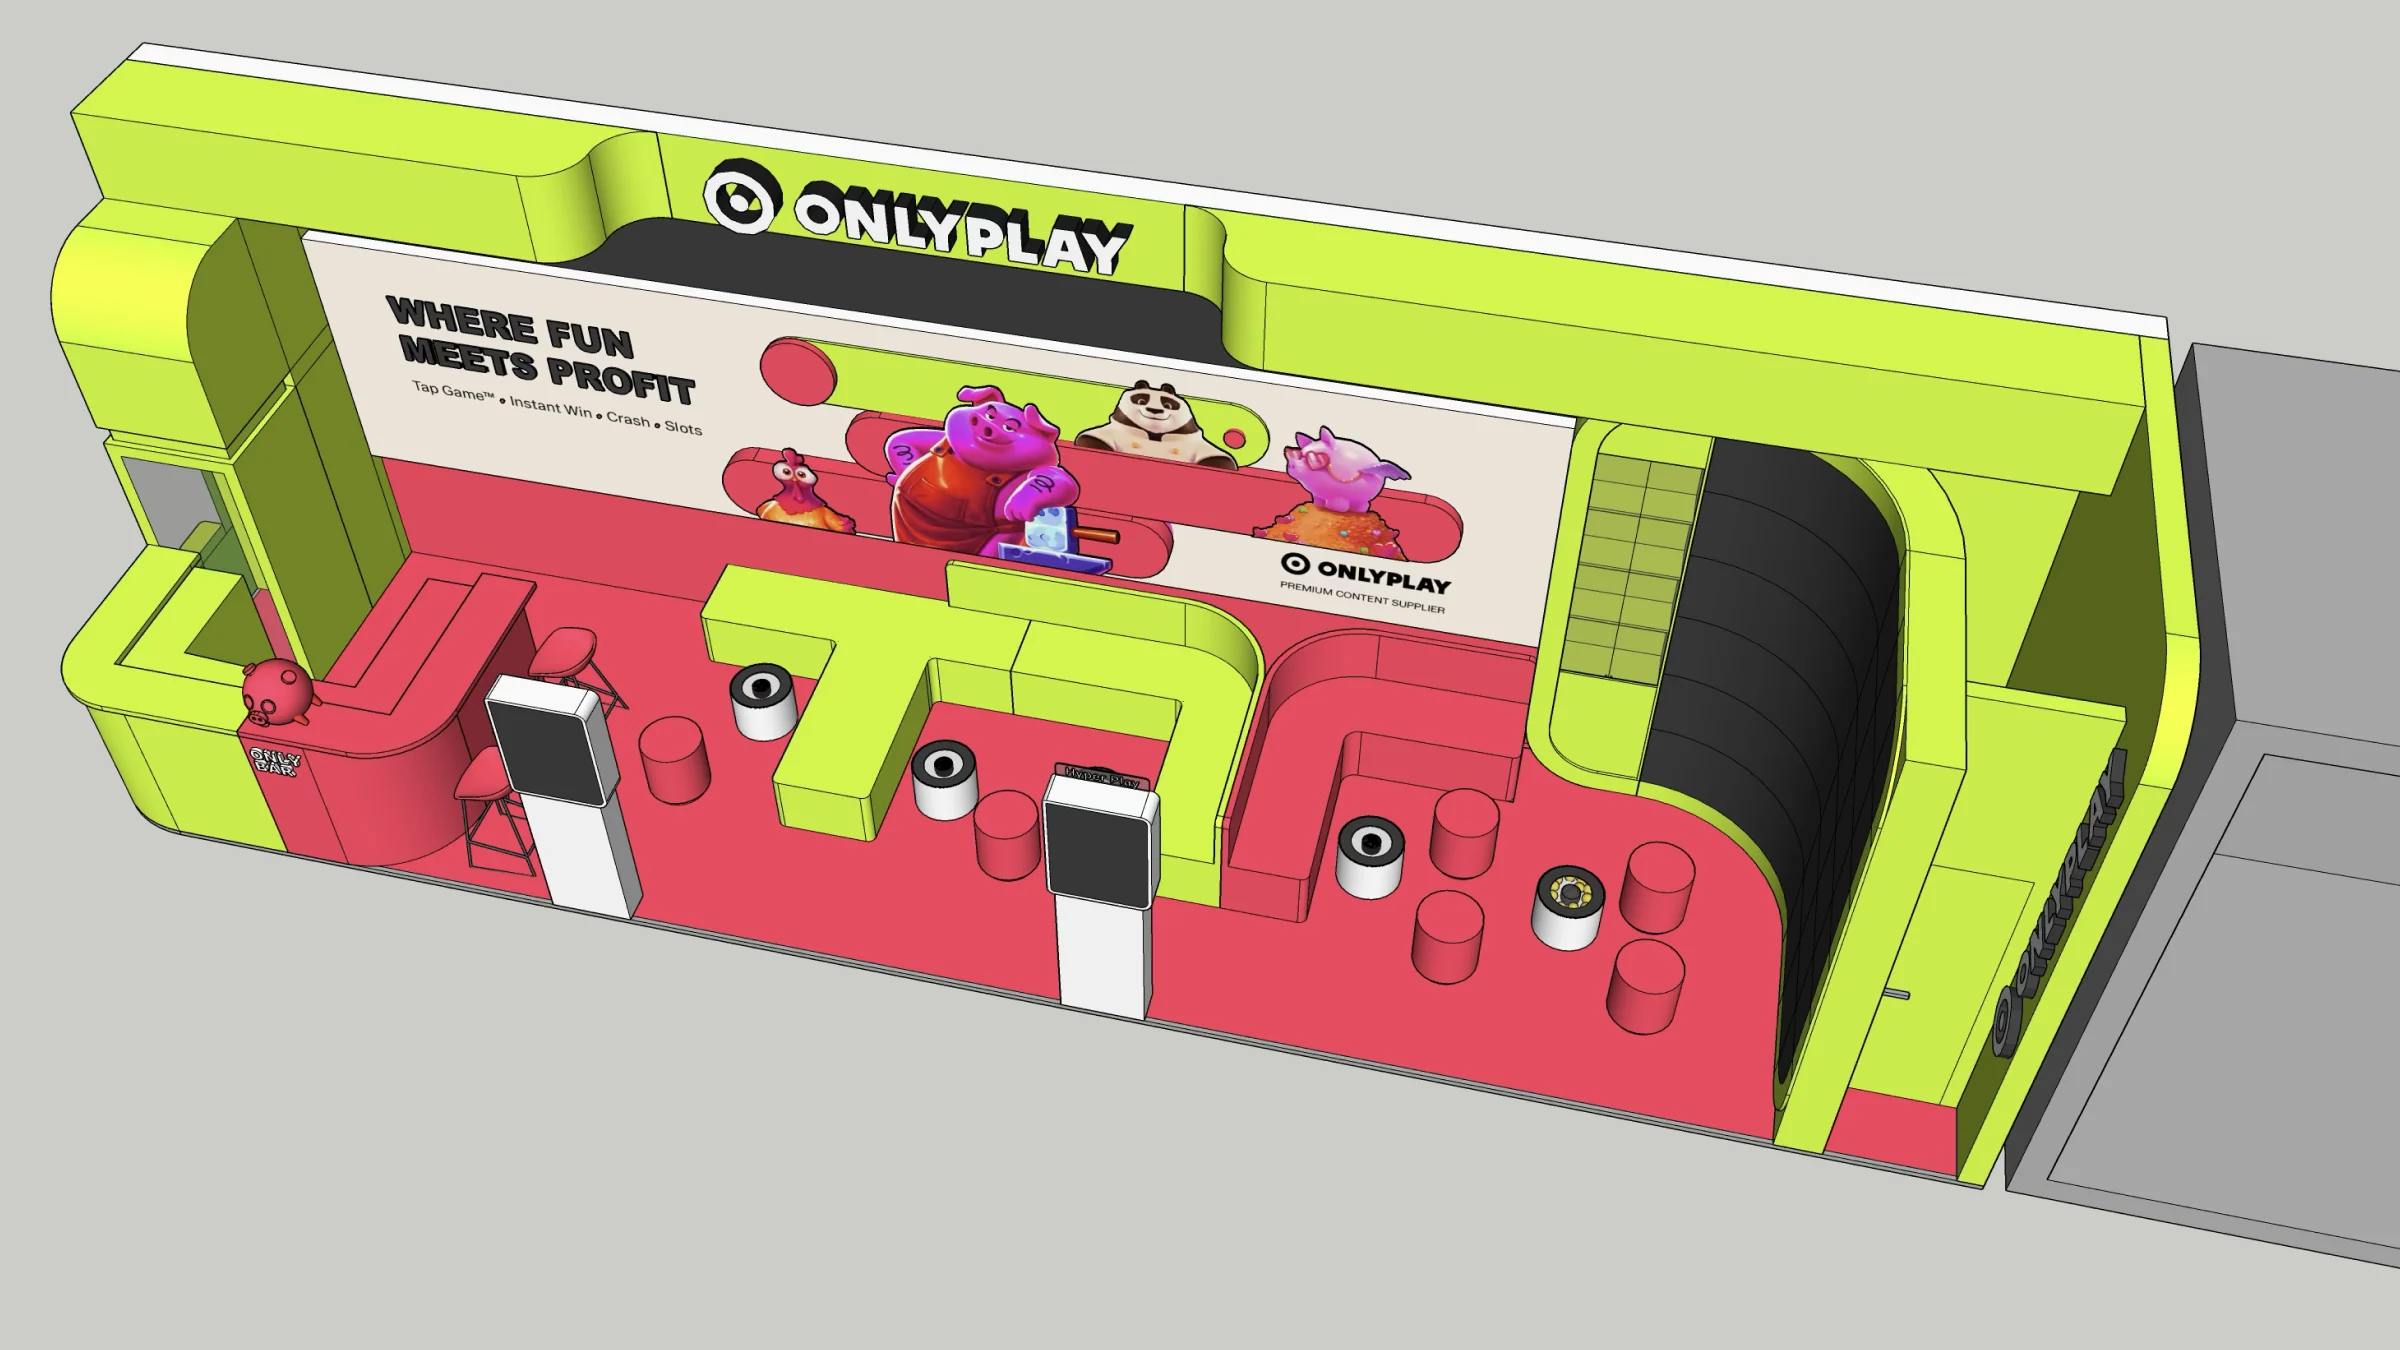 ONLYPLAY
WHERE FUN
MEETS PROFIT
Tap Game™ • Instant Win • Crash • Slots
ONLYPLAY
PREMIUM CONTENT SUPPLIER
ONLY
BAR
Hyper Play
ONLYPLAY